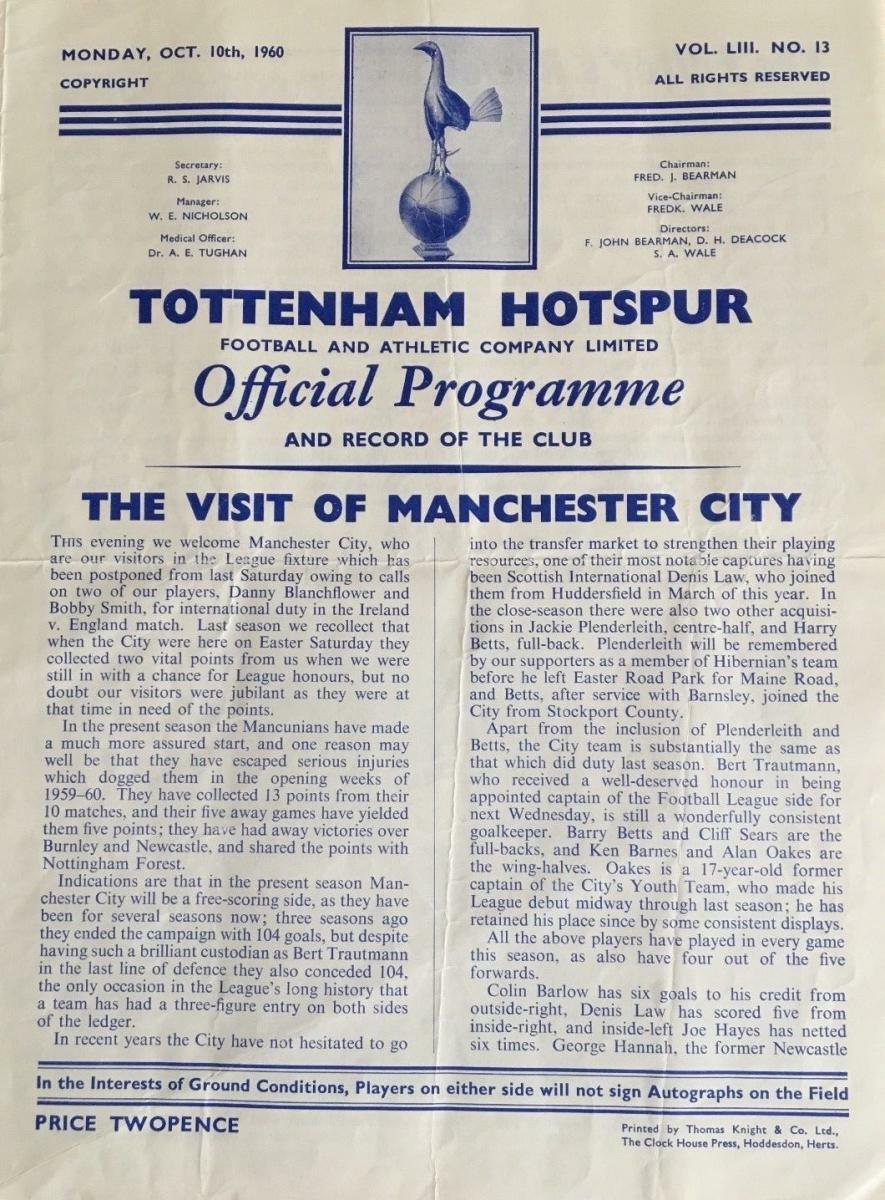 MONDAY, OCT. 10th, 1960
COPYRIGHT
VOL. LIII. NO. 13
ALL RIGHTS RESERVED
Secretary:
R. S. JARVIS
Manager:
W. E. NICHOLSON
Medical Officer:
Dr. A. E. TUGHAN
Chairman:
FRED. J. BEARMAN
Vice-Chairman:
FREDK. WALE
Directors:
F. JOHN BEARMAN, D. H. DEACOCK
S. A. WALE
TOTTENHAM HOTSPUR
FOOTBALL AND ATHLETIC COMPANY LIMITED
Official Programme
AND RECORD OF THE CLUB
THE VISIT OF MANCHESTER CITY
THIS evening we welcome Manchester City, who
are our visitors in the League fixture which has
been postponed from last Saturday owing to calls
on two of our players, Danny Blanchflower and
Bobby Smith, for international duty in the Ireland
v. England match. Last season we recollect that
when the City were here on Easter Saturday they
collected two vital points from us when we were
still in with a chance for League honours, but no
doubt our visitors were jubilant as they were at
that time in need of the points.
In the present season the Mancunians have made
a much more assured start, and one reason may
well be that they have escaped serious injuries
which dogged them in the opening weeks of
1959-60. They have collected 13 points from their
10 matches, and their five away games have yielded
them five points; they have had away victories over
Burnley and Newcastle, and shared the points with
Nottingham Forest.
Indications are that in the present season Man-
chester City will be a free-scoring side, as they have
been for several seasons now; three seasons ago
they ended the campaign with 104 goals, but despite
having such a brilliant custodian as Bert Trautmann
in the last line of defence they also conceded 104,
the only occasion in the League's long history that
a team has had a three-figure entry on both sides
of the ledger.
In recent years the City have not hesitated to go
into the transfer market to strengthen their playing
resources, one of their most notable captures having
been Scottish International Denis Law, who joined
them from Huddersfield in March of this year. In
the close-season there were also two other acquisi-
tions in Jackie Plenderleith, centre-half, and Harry
Betts, full-back. Plenderleith will be remembered
by our supporters as a member of Hibernian's team
before he left Easter Road Park for Maine Road,
and Betts, after service with Barnsley, joined the
City from Stockport County.
Apart from the inclusion of Plenderleith and
Betts, the City team is substantially the same as
that which did duty last season. Bert Trautmann,
who received a well-deserved honour in being
appointed captain of the Football League side for
next Wednesday, is still a wonderfully consistent
goalkeeper. Barry Betts and Cliff Sears are the
full-backs, and Ken Barnes and Alan Oakes are
the wing-halves. Oakes is a 17-year-old former
captain of the City's Youth Team, who made his
League debut midway through last season; he has
retained his place since by some consistent displays.
All the above players have played in every game
this season, as also have four out of the five
forwards.
Colin Barlow has six goals to his credit from
outside-right, Denis Law has scored five from
inside-right, and inside-left Joe Hayes has netted
six times. George Hannah, the former Newcastle
In the Interests of Ground Conditions, Players on either side will not sign Autographs on the Field
PRICE TWOPENCE
Printed by Thomas Knight & Co. Ltd.,
The Clock House Press, Hoddesdon, Herts.